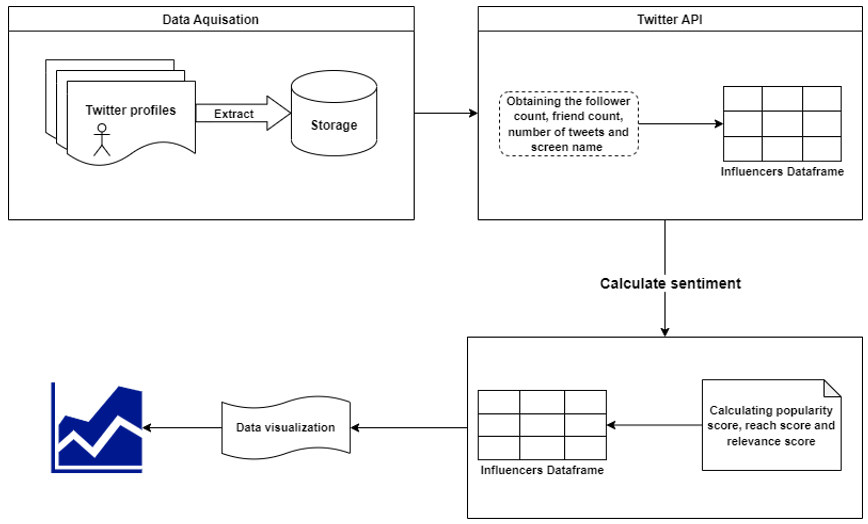 Data Aquisation
Twitter profiles
Extract
Storage
Twitter API
Obtaining the follower
count, friend count,
number of tweets and
screen name
Influencers Dataframe
Calculate sentiment
Calculating popularity
score, reach score and
relevance score
Influencers Dataframe
Data visualization